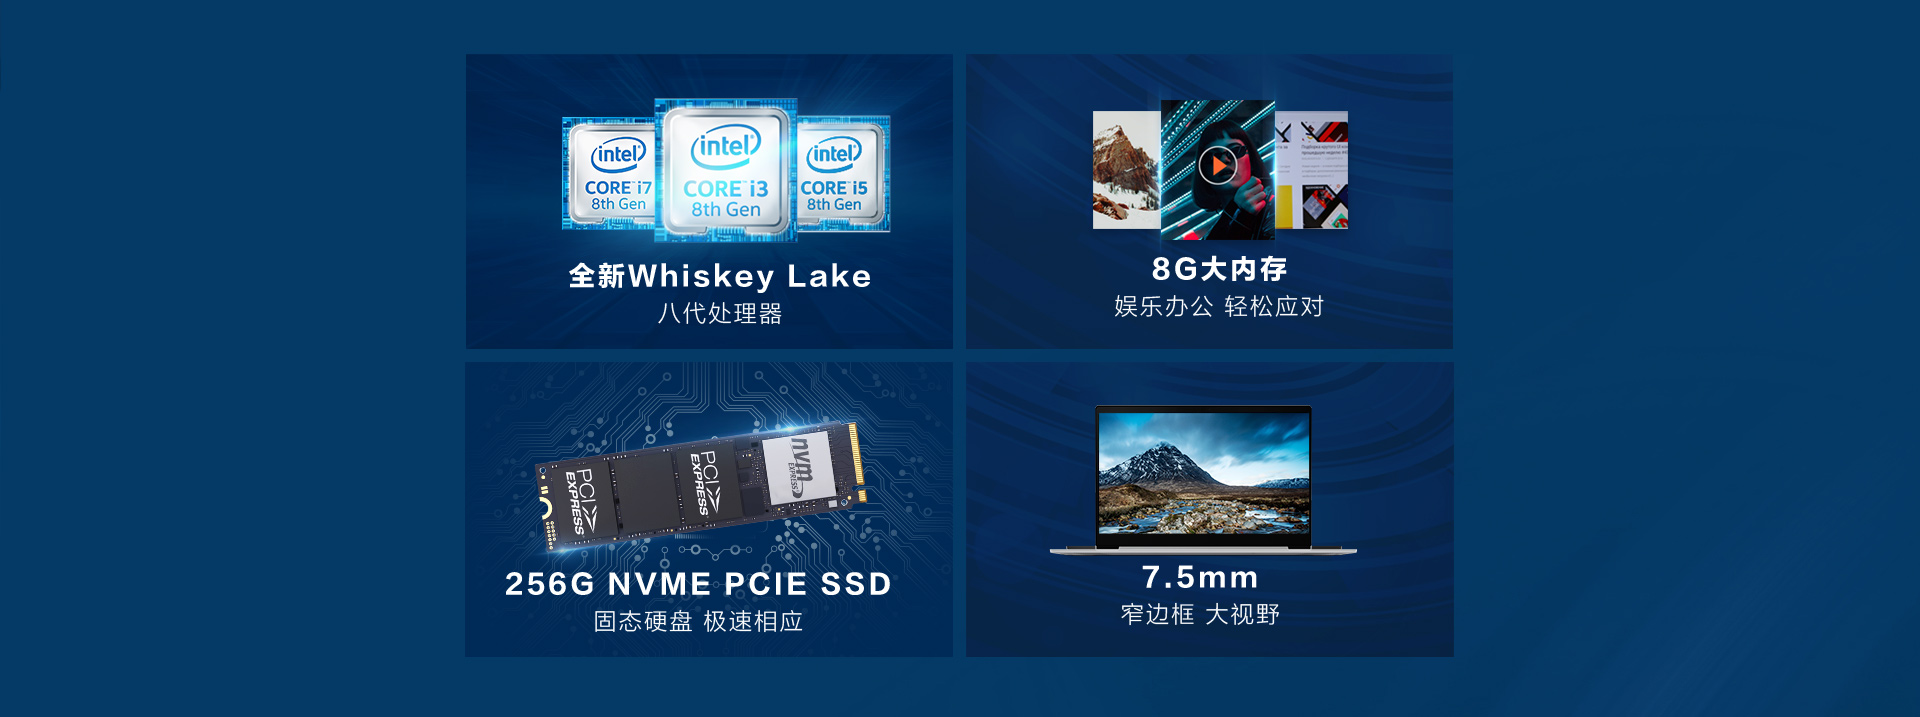 intel
CORE i7
8th Gen
intel
CORE i3
8th Gen
intel
CORE i5
8th Gen
全新Whiskey Lake
八代处理器
8G大内存
娱乐办公 轻松应对
PCI
EXPRESS
PCI
EXPRESS
nvm
EXPRESS
256G NVME PCIE SSD
固态硬盘 极速相应
7.5mm
窄边框 大视野